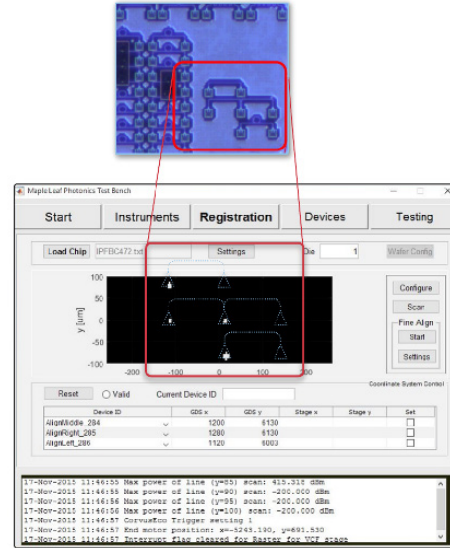 MapleLeaf Photonics Test Bench
Start Instruments Registration Devices Testing
Load Chip IPFBC472.txt Settings Die 1 Wafer Config
100
50
0
-50
-100
y [um]
-200 -100 0 100 200
Configure
Scan
Fine Align
Start
Settings
Coordinate System Control
Reset Valid Current Device ID
Device ID GDS x GDS y Stage x Stage y Set
AlignMiddle_284 1200 6130
AlignRight_285 1280 6130
AlignLeft_286 1120 6003
17-Nov-2015 11:46:55 Max power of line (y=85) scan: 415.318 dBm
17-Nov-2015 11:46:55 Max power of line (y=90) scan: -200.000 dBm
17-Nov-2015 11:46:56 Max power of line (y=95) scan: -200.000 dBm
17-Nov-2015 11:46:56 Max power of line (y=100) scan: -200.000 dBm
17-Nov-2015 11:46:57 CorvusEco Trigger setting 1
17-Nov-2015 11:46:57 End motor position: x=-5243.190, y=691.530
17-Nov-2015 11:46:57 Interrupt flag cleared for Raster for VCF stage